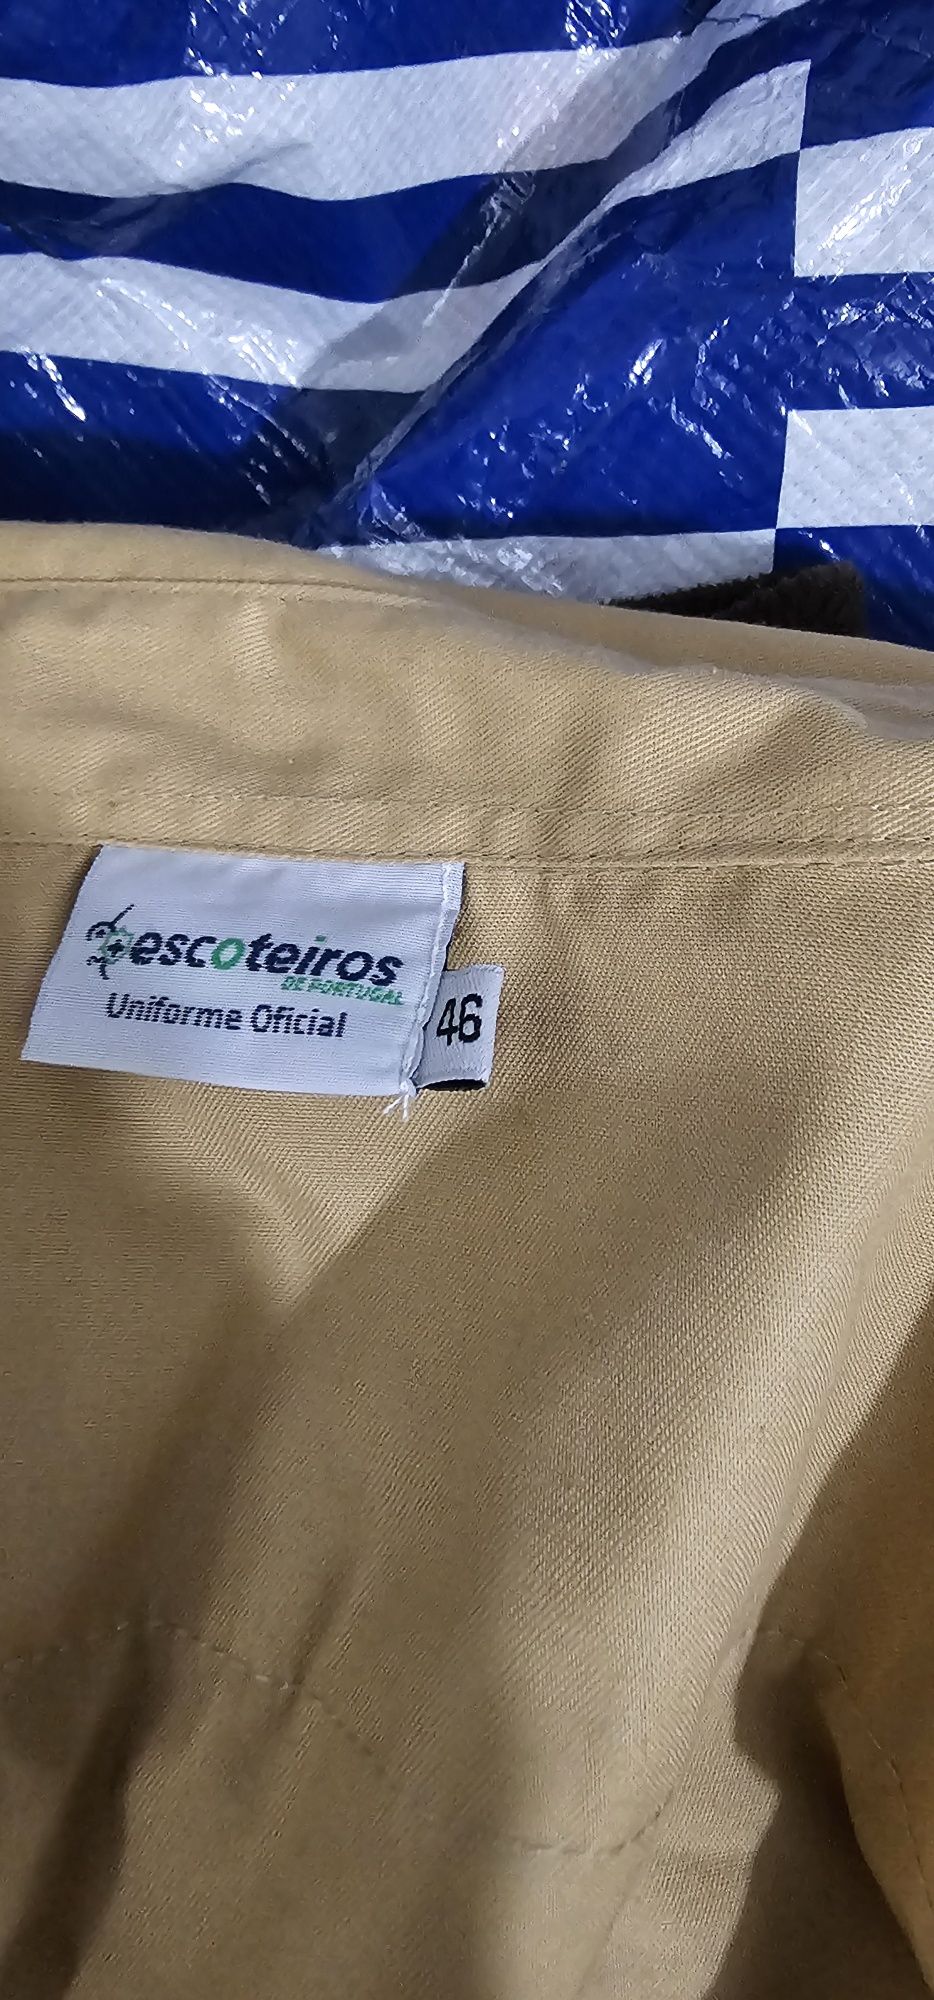 escoteiros
DE PORTUGAL
Uniforme Oficial
46